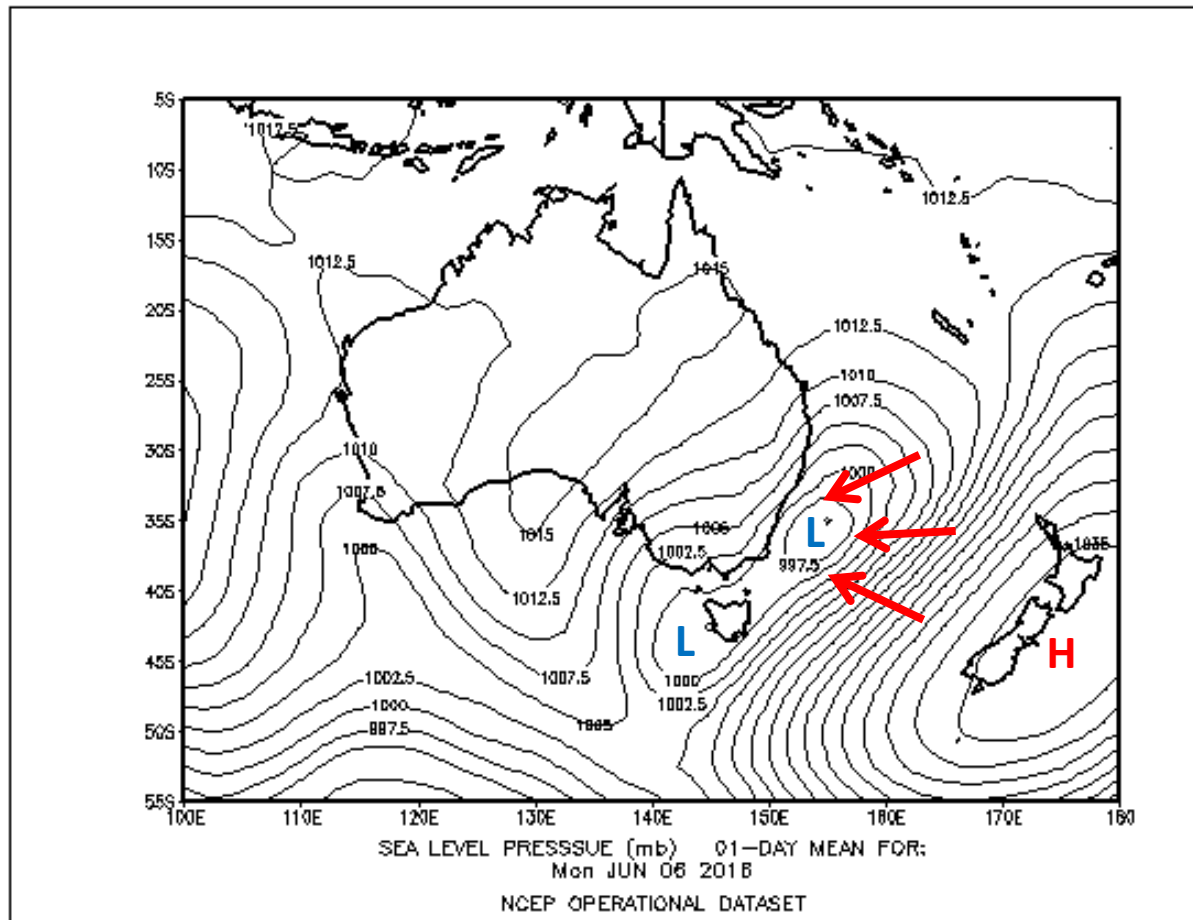 5S
1012.5
10S
1012.5
15S
1012.5
1015
20S
1012.5
25S
1010
1007.5
30S
1010
1000
1007.5
35S
1015
1005
L
1035
1002.5
1000
997.5
40S
1012.5
L
H
45S
1007.5
1000
1002.5
1002.5
1000
1005
50S
997.5
55S
100E 110E 120E 130E 140E 150E 160E 170E 180
SEA LEVEL PRESSSUE (mb) 01-DAY MEAN FOR:
Mon JUN 06 2016
NCEP OPERATIONAL DATASET